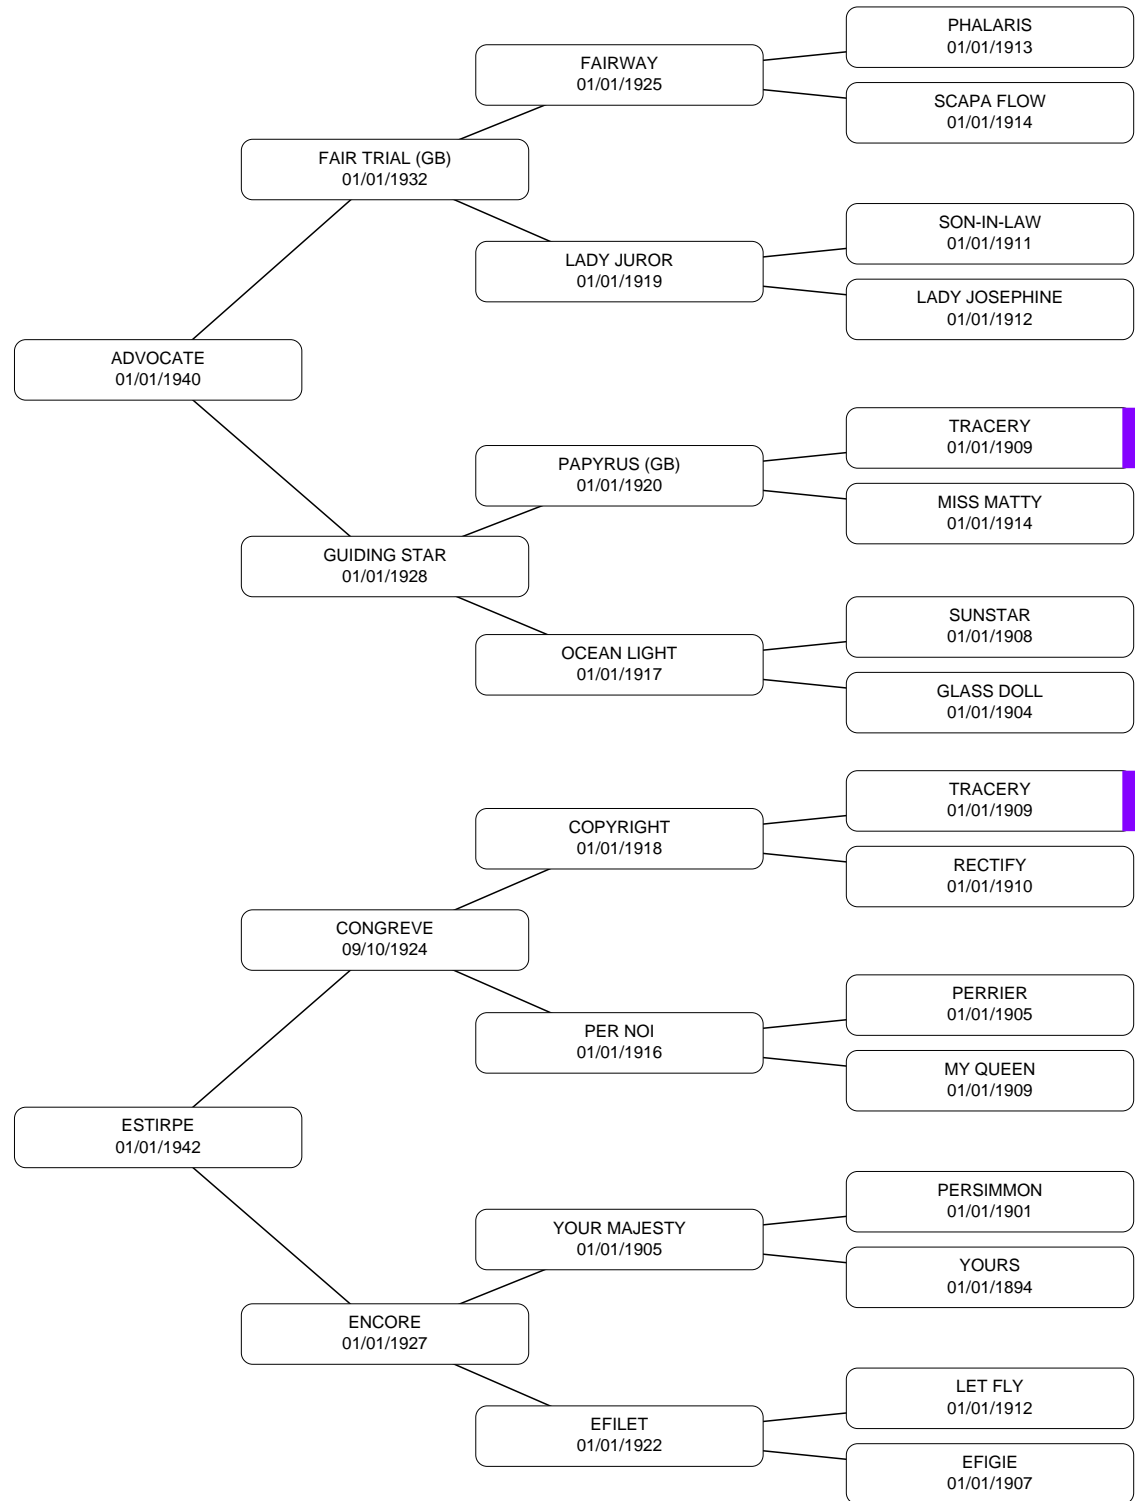 PHALARIS
01/01/1913
FAIRWAY
01/01/1925
SCAPA FLOW
01/01/1914
FAIR TRIAL (GB)
01/01/1932
SON-IN-LAW
01/01/1911
LADY JUROR
01/01/1919
LADY JOSEPHINE
01/01/1912
ADVOCATE
01/01/1940
TRACERY
01/01/1909
PAPYRUS (GB)
01/01/1920
MISS MATTY
01/01/1914
GUIDING STAR
01/01/1928
SUNSTAR
01/01/1908
OCEAN LIGHT
01/01/1917
GLASS DOLL
01/01/1904
TRACERY
01/01/1909
COPYRIGHT
01/01/1918
RECTIFY
01/01/1910
CONGREVE
09/10/1924
PERRIER
01/01/1905
PER NOI
01/01/1916
MY QUEEN
01/01/1909
ESTIRPE
01/01/1942
PERSIMMON
01/01/1901
YOUR MAJESTY
01/01/1905
YOURS
01/01/1894
ENCORE
01/01/1927
LET FLY
01/01/1912
EFILET
01/01/1922
EFIGIE
01/01/1907